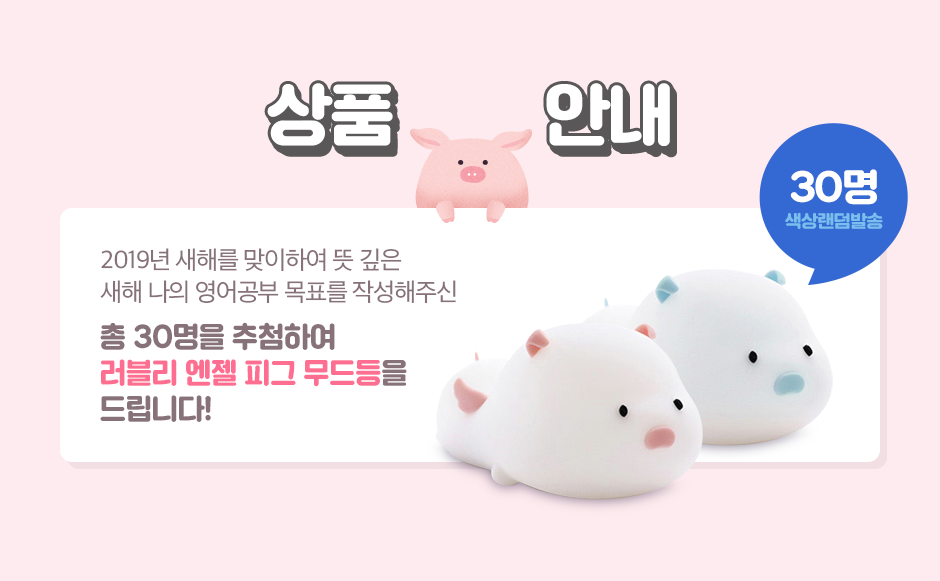 상품 안내
30명
색상랜덤발송
2019년 새해를 맞이하여 뜻 깊은
새해 나의 영어공부 목표를 작성해주신
총 30명을 추첨하여
러블리 엔젤 피그 무드등을
드립니다!